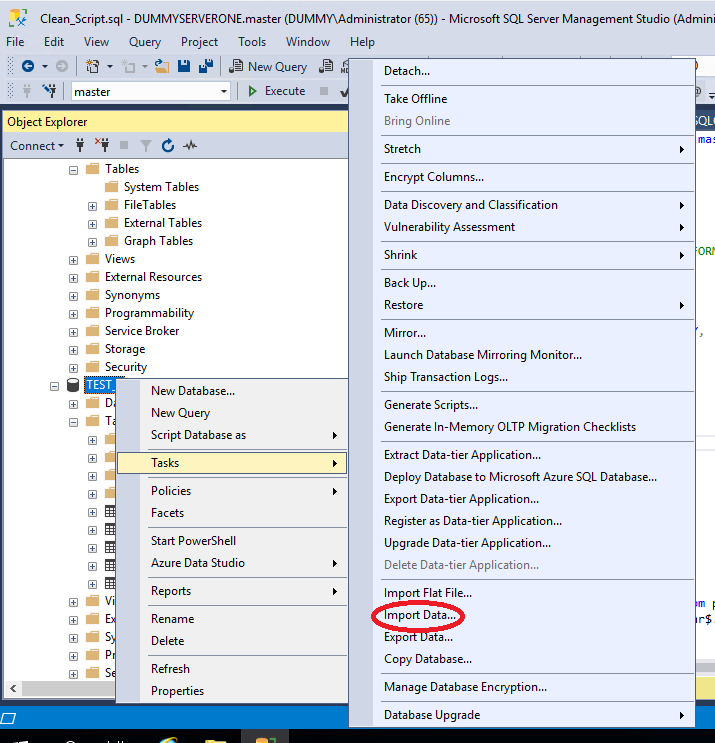 Clean_Script.sql - DUMMYSERVERONE.master (DUMMY\Administrator (65)) - Microsoft SQL Server Management Studio (Admini
File Edit View Query Project Tools Window Help
New Query
master Execute
Object Explorer
Connect
Tables
System Tables
FileTables
External Tables
Graph Tables
Views
External Resources
Synonyms
Programmability
Service Broker
Storage
Security
TEST_
Da
Ta
Vi
Ex
Sy
Pr
Se
New Database...
New Query
Script Database as
Tasks
Policies
Facets
Start PowerShell
Azure Data Studio
Reports
Rename
Delete
Refresh
Properties
Detach...
Take Offline
Bring Online
Stretch
Encrypt Columns...
Data Discovery and Classification
Vulnerability Assessment
Shrink
Back Up...
Restore
Mirror...
Launch Database Mirroring Monitor...
Ship Transaction Logs...
Generate Scripts...
Generate In-Memory OLTP Migration Checklists
Extract Data-tier Application...
Deploy Database to Microsoft Azure SQL Database...
Export Data-tier Application...
Register as Data-tier Application...
Upgrade Data-tier Application...
Delete Data-tier Application...
Import Flat File...
Import Data...
Export Data...
Copy Database...
Manage Database Encryption...
Database Upgrade
SQL
mas
FORM
om p
ar$.